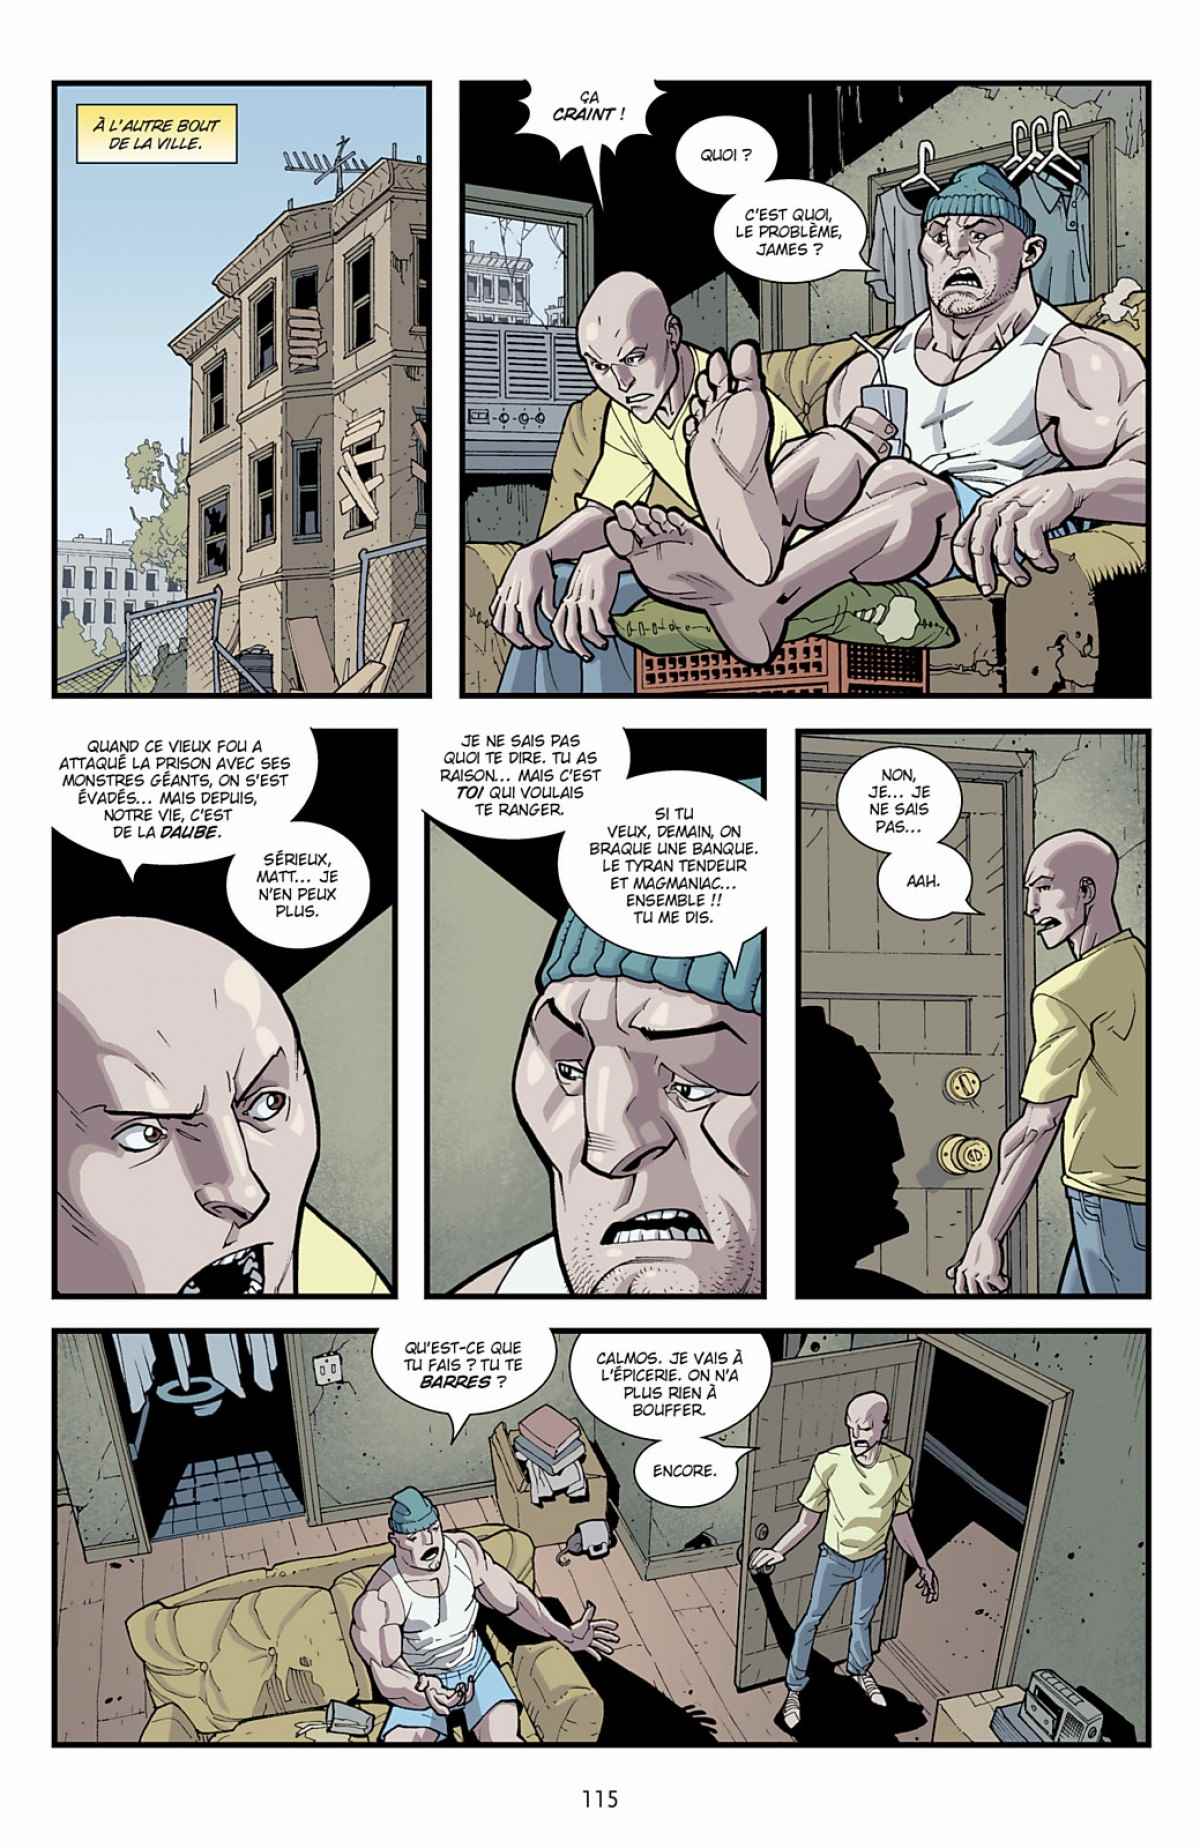 À L'AUTRE BOUT
DE LA VILLE.
ÇA
CRAINT !
QUOI ?
C'EST QUOI,
LE PROBLÈME,
JAMES ?
QUAND CE VIEUX FOU A
ATTAQUÉ LA PRISON AVEC SES
MONSTRES GÉANTS, ON S'EST
ÉVADÉS... MAIS DEPUIS,
NOTRE VIE, C'EST
DE LA DAUBE.
SÉRIEUX,
MATT... JE
N'EN PEUX
PLUS.
JE NE SAIS PAS
QUOI TE DIRE. TU AS
RAISON... MAIS C'EST
TOI QUI VOULAIS
TE RANGER.
SI TU
VEUX, DEMAIN, ON
BRAQUE UNE BANQUE.
LE TYRAN TENDEUR
ET MAGMANIAC...
ENSEMBLE !!
TU ME DIS.
NON,
JE... JE
NE SAIS
PAS...
AAH.
QU'EST-CE QUE
TU FAIS ? TU TE
BARRES ?
CALMOS. JE VAIS À
L'ÉPICERIE. ON N'A
PLUS RIEN À
BOUFFER.
ENCORE.
115